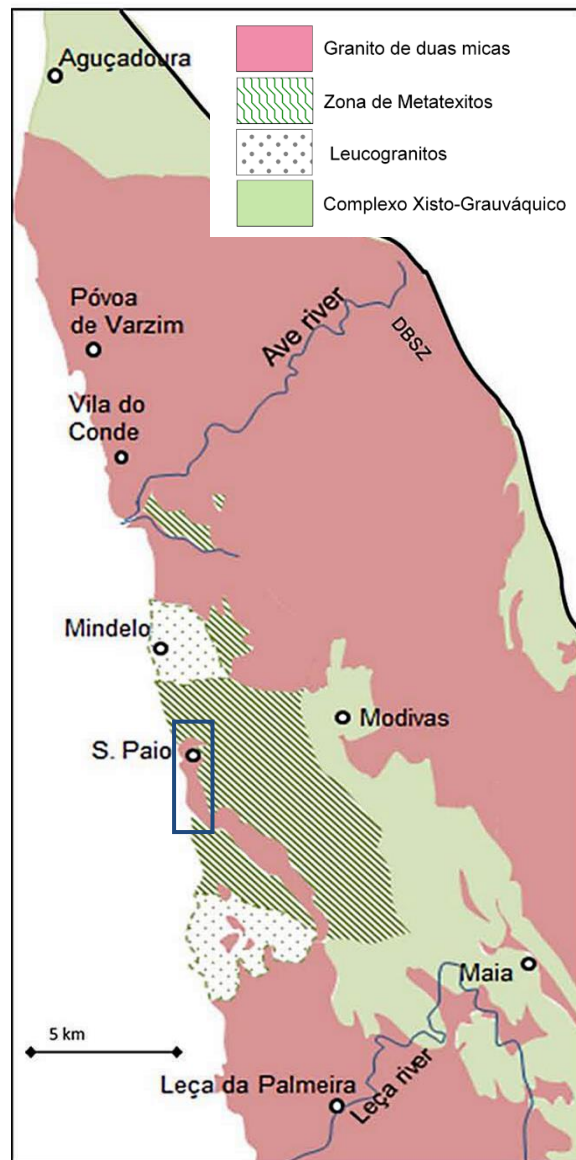 Granito de duas micas
Zona de Metatexitos
Leucogranitos
Complexo Xisto-Grauváquico
Aguçadoura
Póvoa
de Varzim
Ave river
DBSZ
Vila do
Conde
Mindelo
Modivas
S. Paio
Maia
5 km
Leça da Palmeira
Leça river